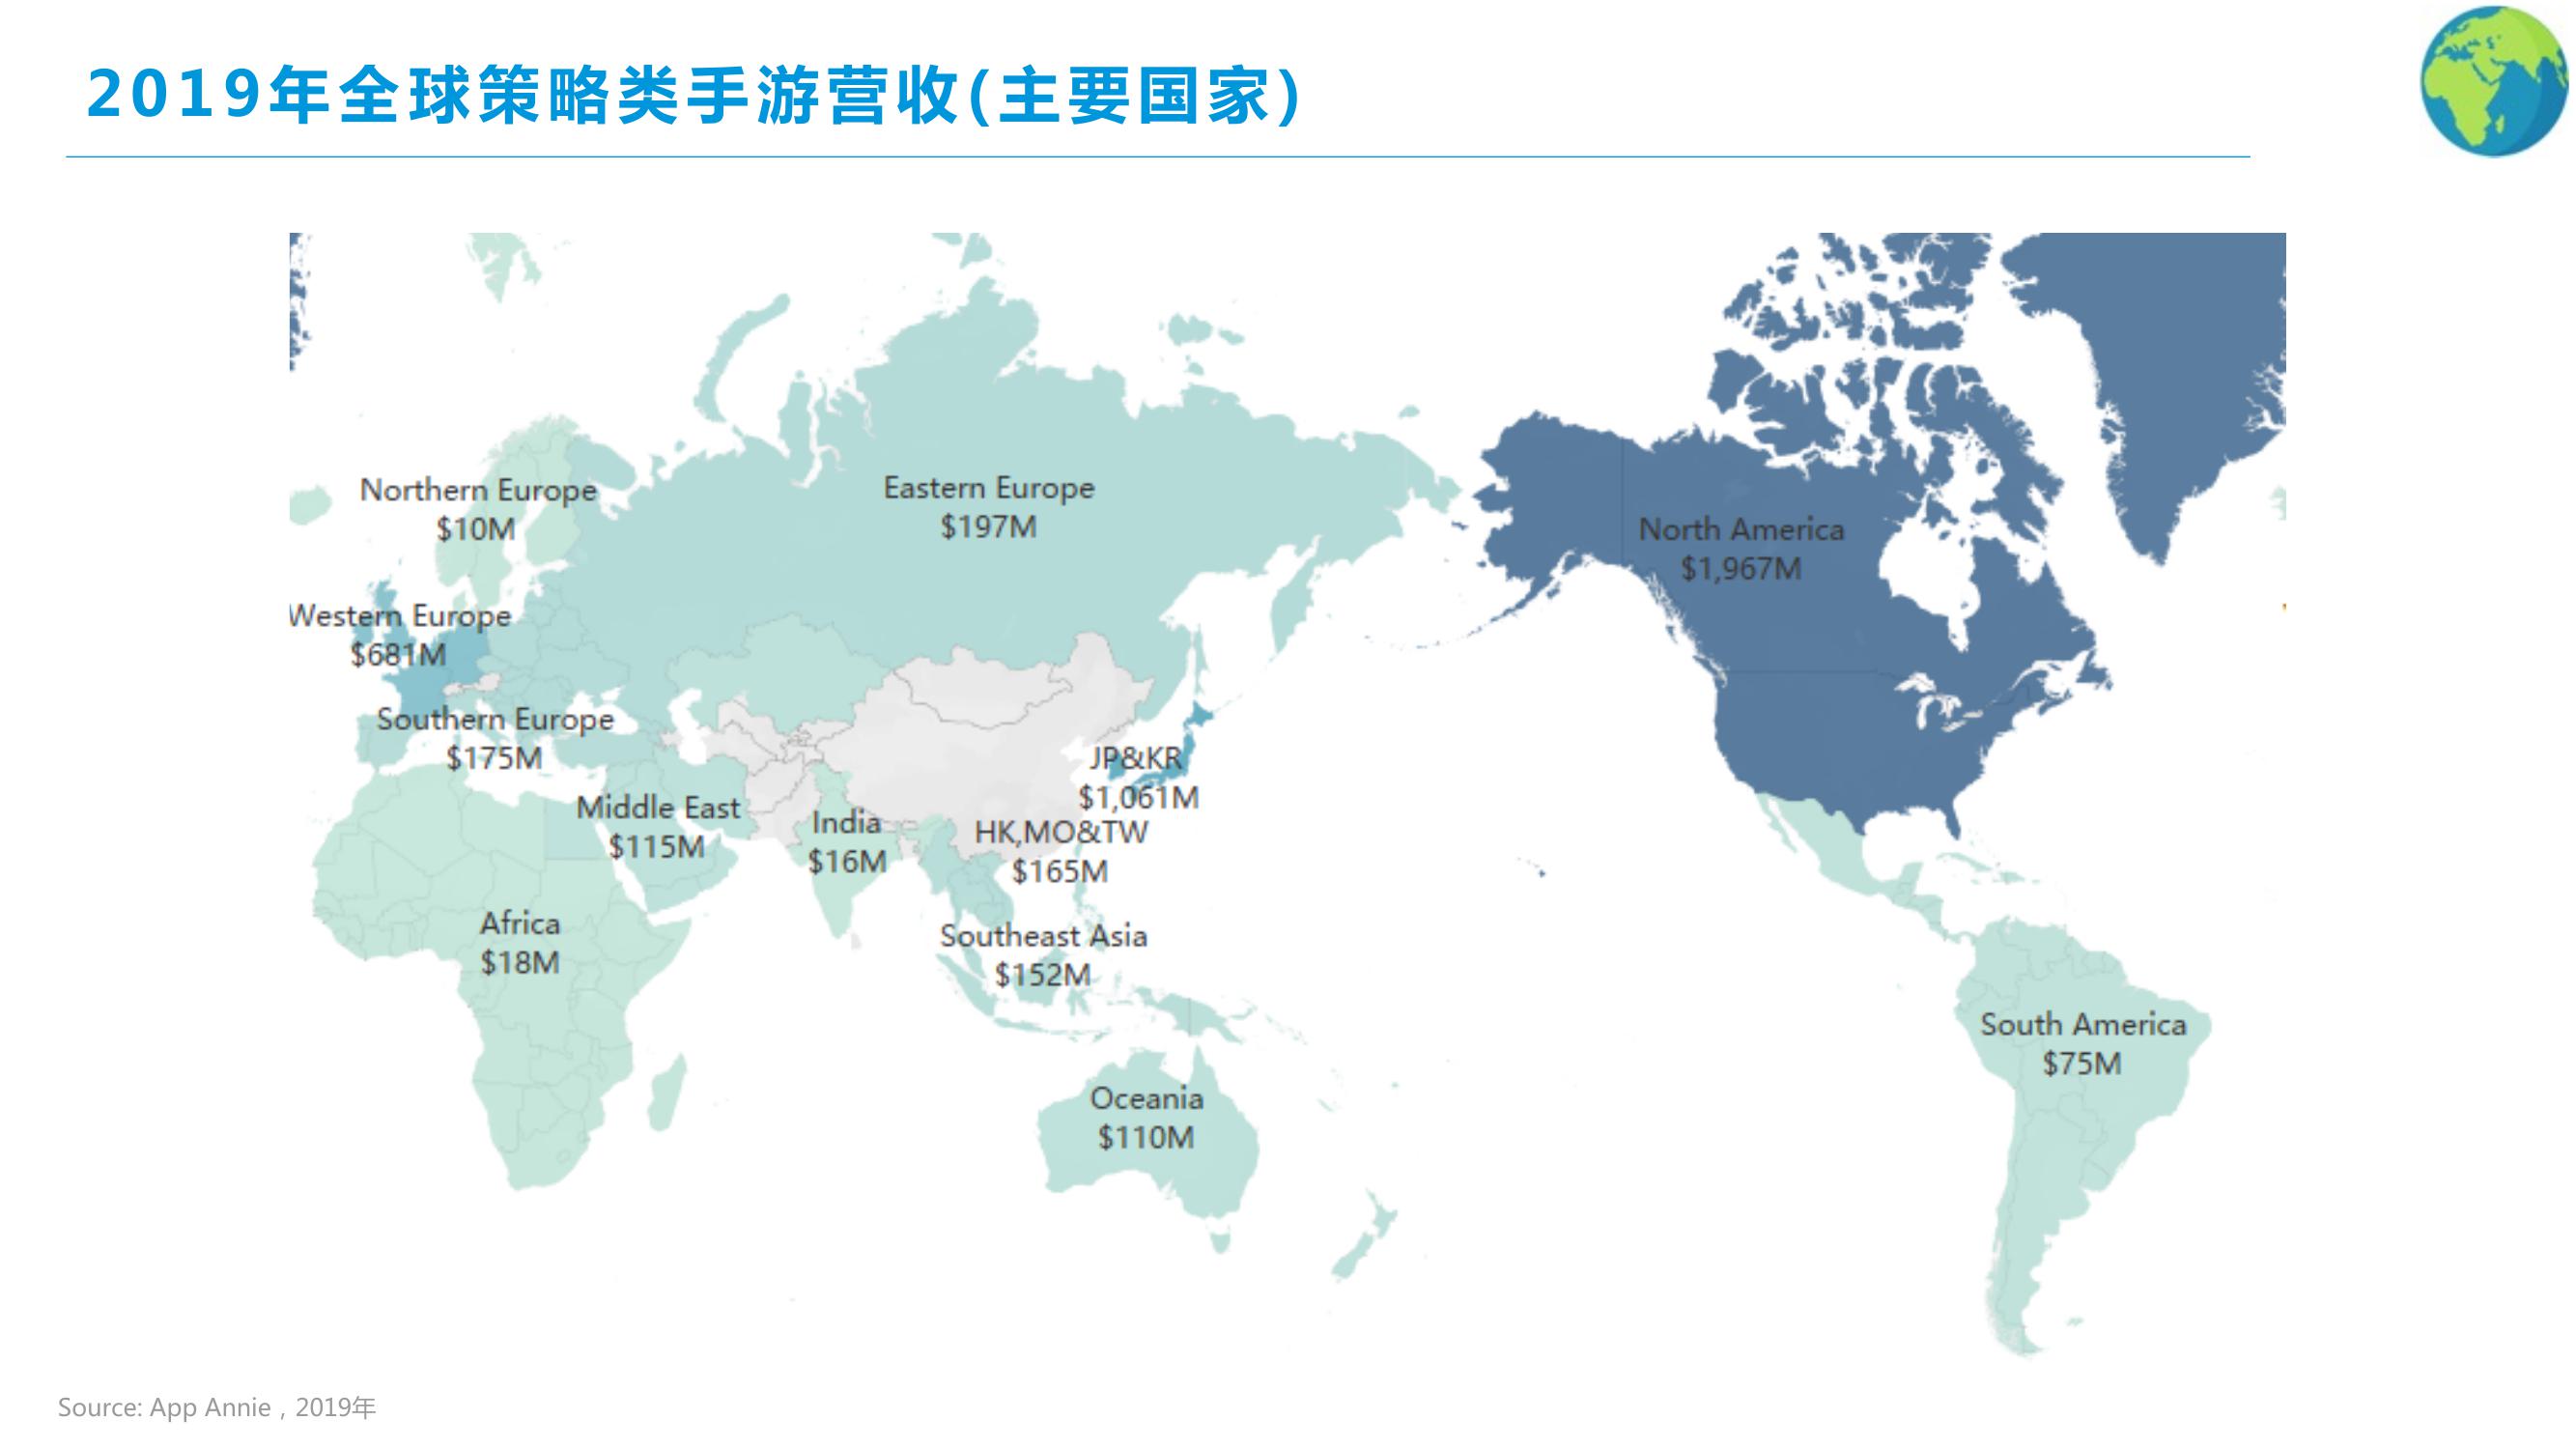 2019年全球策略类手游营收(主要国家)
Northern Europe
$10M
Eastern Europe
$197M
North America
$1,967M
Western Europe
$681M
Southern Europe
$175M
JP&KR
$1,061M
Middle East
$115M
India
$16M
HK,MO&TW
$165M
Africa
$18M
Southeast Asia
$152M
South America
$75M
Oceania
$110M
Source: App Annie，2019年